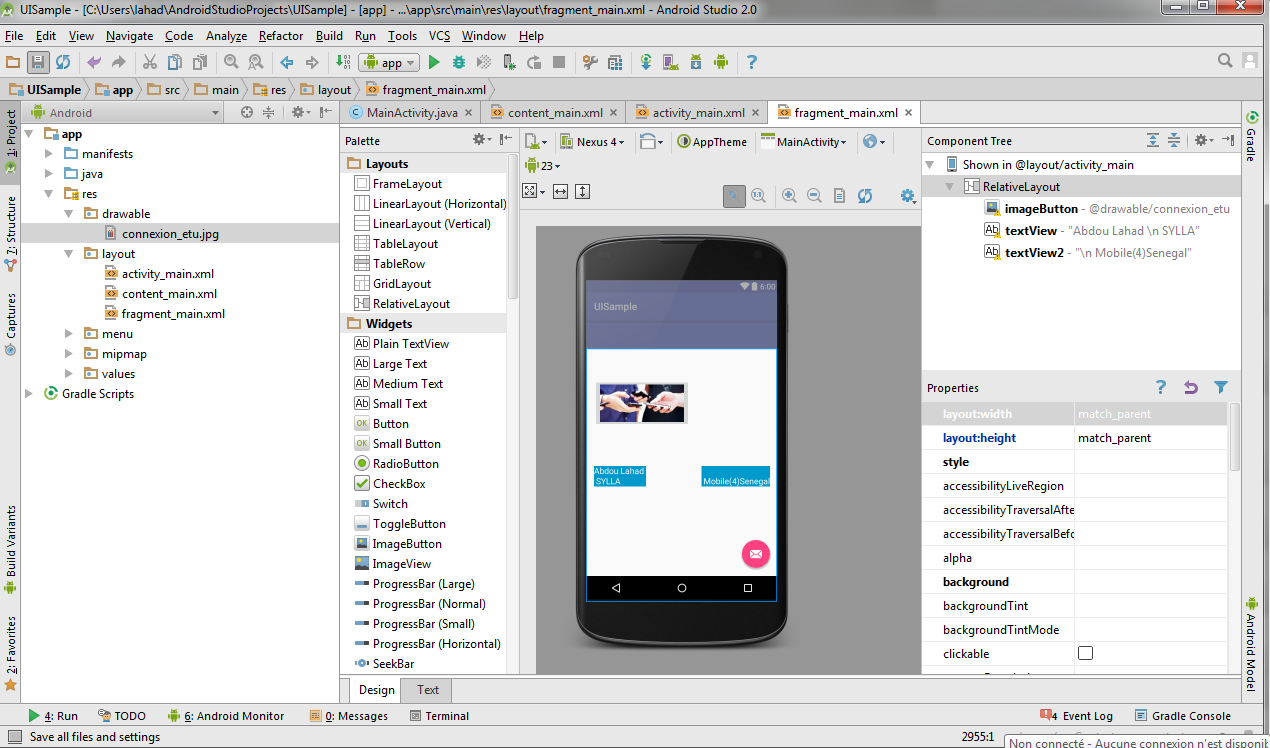 UISample - [C:\Users\lahad\AndroidStudioProjects\UISample] - [app] - ...\app\src\main\res\layout\fragment_main.xml - Android Studio 2.0
File Edit View Navigate Code Analyze Refactor Build Run Tools VCS Window Help
app
UISample app src main res layout fragment_main.xml
1: Project
7: Structure
Captures
Build Variants
2: Favorites
Android
app
manifests
java
res
drawable
connexion_etu.jpg
layout
activity_main.xml
content_main.xml
fragment_main.xml
menu
mipmap
values
Gradle Scripts
MainActivity.java content_main.xml activity_main.xml fragment_main.xml
Palette
Layouts
FrameLayout
LinearLayout (Horizontal)
LinearLayout (Vertical)
TableLayout
TableRow
GridLayout
RelativeLayout
Widgets
Plain TextView
Large Text
Medium Text
Small Text
Button
Small Button
RadioButton
CheckBox
Switch
ToggleButton
ImageButton
ImageView
ProgressBar (Large)
ProgressBar (Normal)
ProgressBar (Small)
ProgressBar (Horizontal)
SeekBar
Nexus 4 AppTheme MainActivity
23
6:00
UISample
Abdou Lahad
SYLLA
Mobile(4)Senegal
Design Text
Component Tree
Shown in @layout/activity_main
RelativeLayout
imageButton - @drawable/connexion_etu
textView - "Abdou Lahad \n SYLLA"
textView2 - "\n Mobile(4)Senegal"
Properties
layout:width match_parent
layout:height match_parent
style
accessibilityLiveRegion
accessibilityTraversalAfte
accessibilityTraversalBefo
alpha
background
backgroundTint
backgroundTintMode
clickable
Gradle
Android Model
4: Run TODO 6: Android Monitor 0: Messages Terminal 4 Event Log Gradle Console
Save all files and settings 2955:1
Non connecté - Aucune connexion n'est disponib